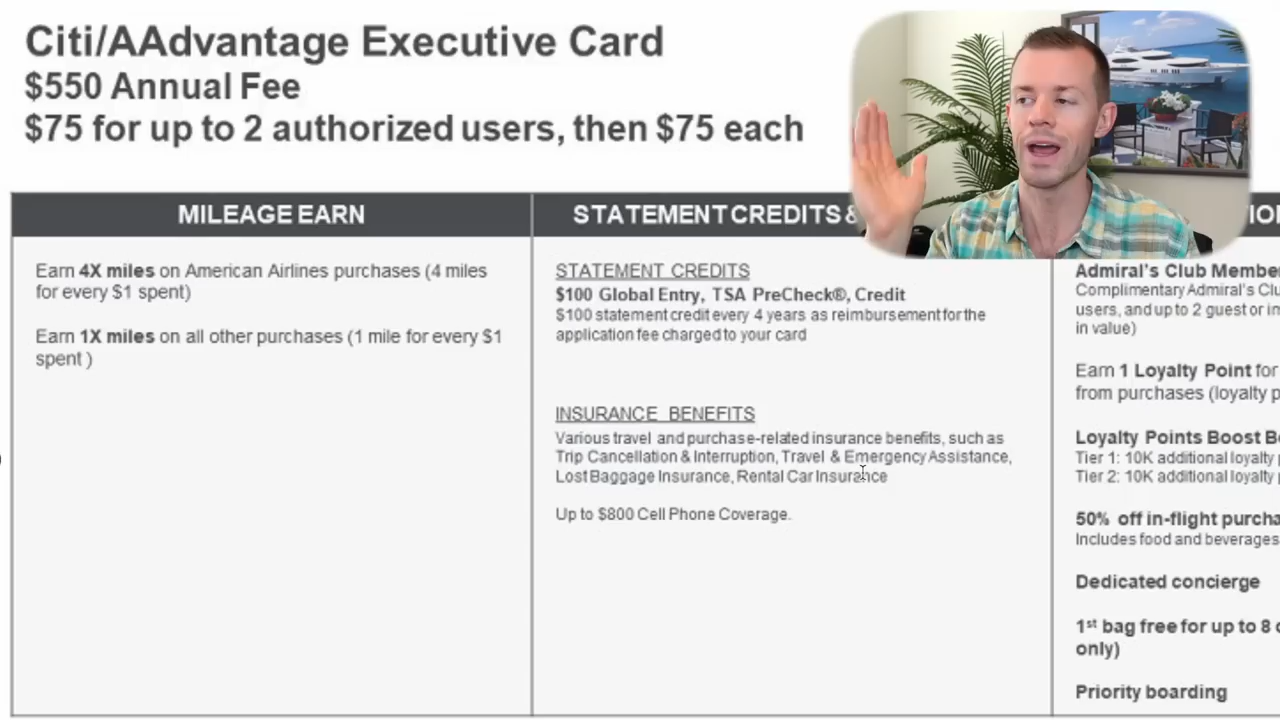 Citi/AAdvantage Executive Card
$550 Annual Fee
$75 for up to 2 authorized users, then $75 each
MILEAGE EARN
Earn 4X miles on American Airlines purchases (4 miles
for every $1 spent)
Earn 1X miles on all other purchases (1 mile for every $1
spent )
STATEMENT CREDITS &
STATEMENT CREDITS
$100 Global Entry, TSA PreCheck®, Credit
$100 statement credit every 4 years as reimbursement for the
application fee charged to your card
INSURANCE BENEFITS
Various travel and purchase-related insurance benefits, such as
Trip Cancellation & Interruption, Travel & Emergency Assistance,
Lost Baggage Insurance, Rental Car Insurance
Up to $800 Cell Phone Coverage.
Admiral's Club
Complimentary Admiral's
users, and up to 2 guest or
in value)
Earn 1 Loyalty Point for
from purchases (loyalty
Loyalty Points Boost
Tier 1: 10K additional loyalty
Tier 2: 10K additional loyalty
50% off in-flight
Includes food and beverages
Dedicated concierge
1st bag free for up to 8
only)
Priority boarding